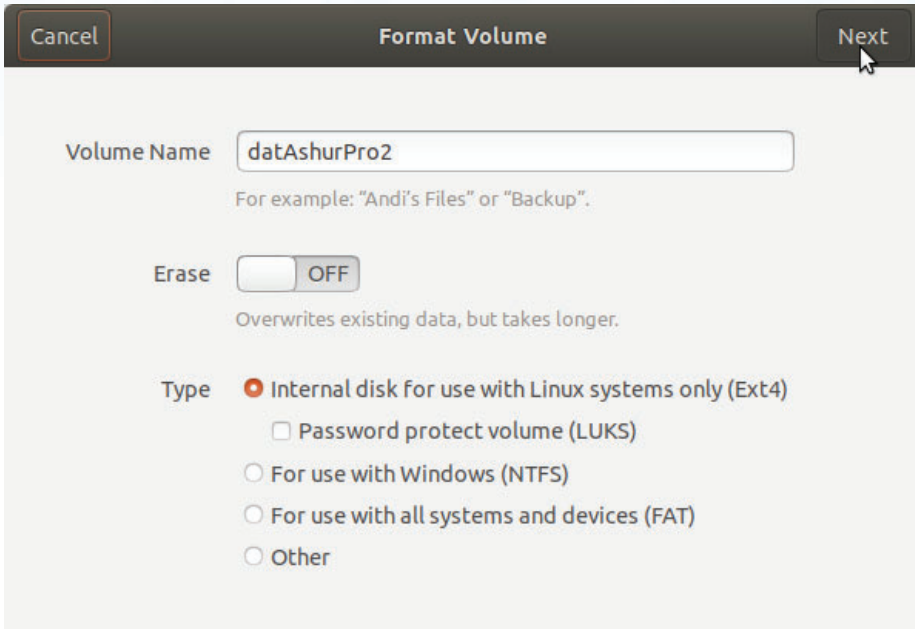 Cancel
Format Volume
Next
Volume Name
datAshurPro2
For example: “Andi’s Files” or “Backup”.
Erase
OFF
Overwrites existing data, but takes longer.
Type
Internal disk for use with Linux systems only (Ext4)
Password protect volume (LUKS)
For use with Windows (NTFS)
For use with all systems and devices (FAT)
Other